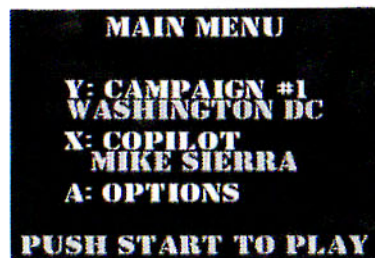 MAIN MENU
Y: CAMPAIGN #1
WASHINGTON DC
X: COPILOT
MIKE SIERRA
A: OPTIONS
PUSH START TO PLAY